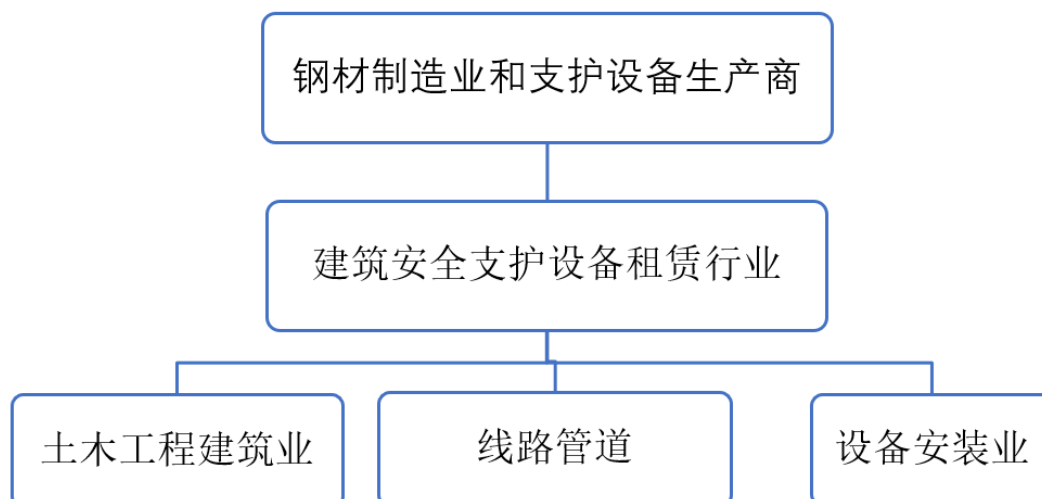 钢材制造业和支护设备生产商
建筑安全支护设备租赁行业
土木工程建筑业
线路管道
设备安装业